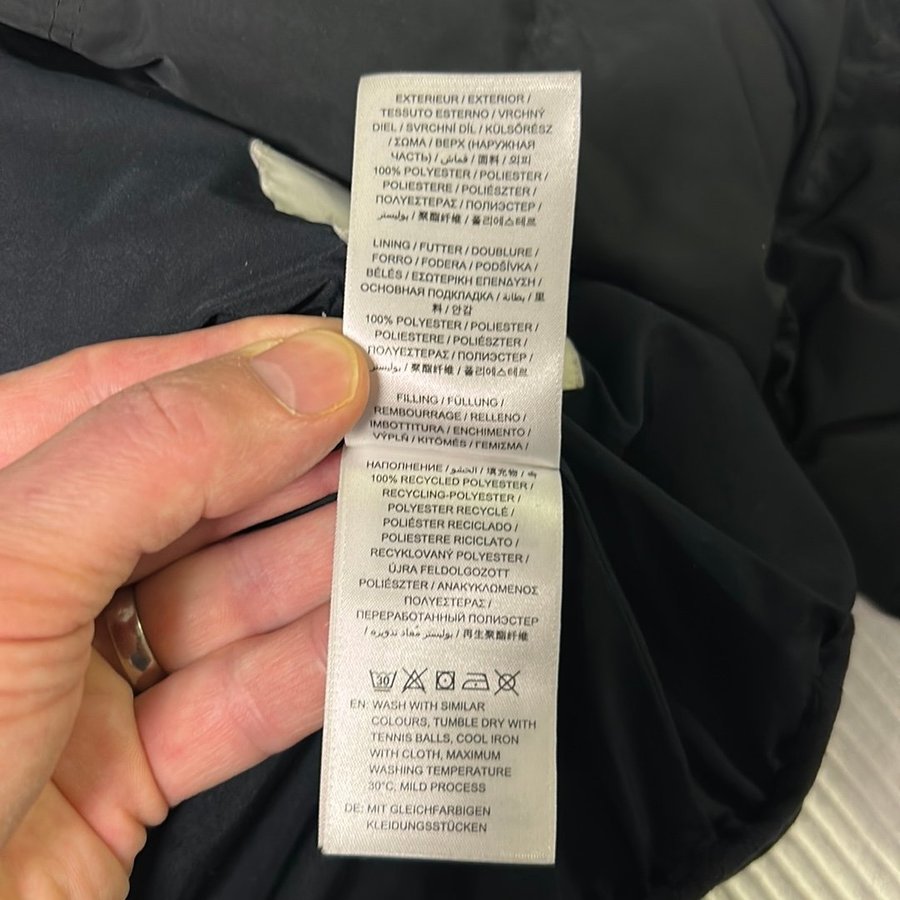 EXTERIEUR / EXTERIOR /
TESSUTO ESTERNO / VRCHNÝ
DIEL / SVRCHNÍ DÍL / KÜLSŐRÉSZ
/ ΣΩΜΑ / ВЕРХ (НАРУЖНАЯ
ЧАСТЬ) / قماش / 面料 / 외피
100% POLYESTER / POLIESTER /
POLIESTERE / POLIÉSZTER /
ΠΟΛΥΕΣΤΕΡΑΣ / ПОЛИЭСТЕР /
بوليستر / 聚酯纤维 / 폴리에스테르
LINING / FUTTER / DOUBLURE /
FORRO / FODERA / PODŠÍVKA /
BÉLÉS / ΕΣΩΤΕΡΙΚΗ ΕΠΕΝΔΥΣΗ /
ОСНОВНАЯ ПОДКЛАДКА / بطانة / 里
料 / 안감
100% POLYESTER / POLIESTER /
POLIESTERE / POLIÉSZTER /
ΠΟΛΥΕΣΤΕΡΑΣ / ПОЛИЭСТЕР /
بوليستر / 聚酯纤维 / 폴리에스테르
FILLING / FÜLLUNG /
REMBOURRAGE / RELLENO /
IMBOTTITURA / ENCHIMENTO /
VÝPLŇ / KITÖMÉS / ΓΕΜΙΣΜΑ /
НАПОЛНЕНИЕ / الحشو / 填充物 /
100% RECYCLED POLYESTER /
RECYCLING-POLYESTER /
POLYESTER RECYCLÉ /
POLIÉSTER RECICLADO /
POLIESTERE RICICLATO /
RECYKLOVANÝ POLYESTER /
ÚJRA FELDOLGOZOTT
POLIÉSZTER / ΑΝΑΚΥΚΛΩΜΕΝΟΣ
ΠΟΛΥΕΣΤΕΡΑΣ /
ПЕРЕРАБОТАННЫЙ ПОЛИЭСТЕР
/ بوليستر مُعاد تدويره / 再生聚酯纤维
30
EN: WASH WITH SIMILAR
COLOURS, TUMBLE DRY WITH
TENNIS BALLS, COOL IRON
WITH CLOTH, MAXIMUM
WASHING TEMPERATURE
30°C, MILD PROCESS
DE: MIT GLEICHFARBIGEN
KLEIDUNGSSTÜCKEN